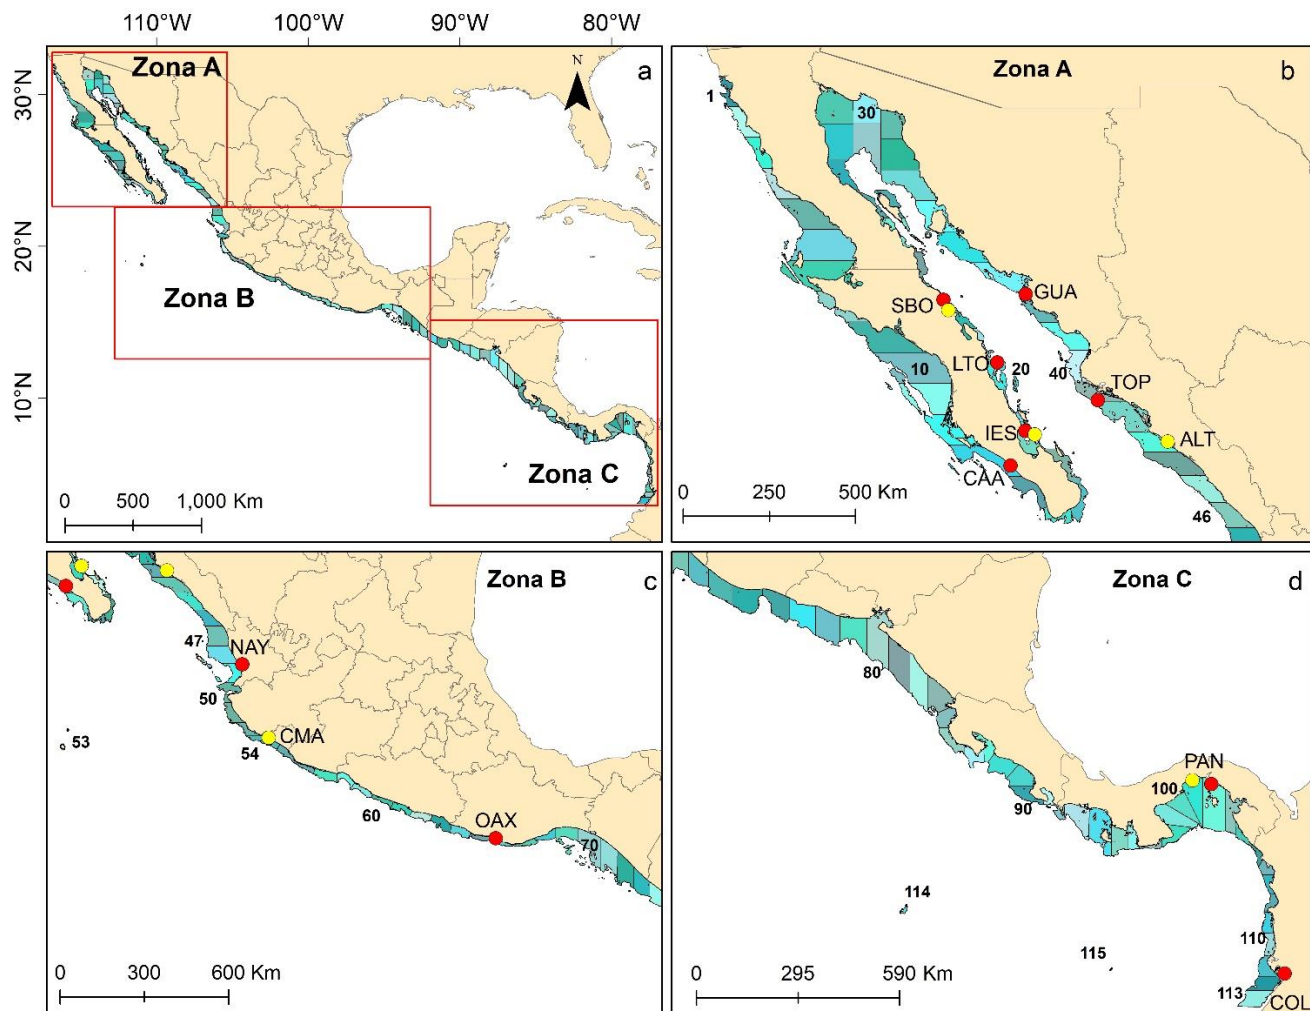 110°W 100°W 90°W 80°W
30°N
20°N
10°N
Zona A
a
N
Zona B
Zona C
0 500 1,000 Km
Zona A
b
1
30
SBO
GUA
10
LTO
20
40
TOP
IES
ALT
CAA
46
0 250 500 Km
Zona B
c
47
NAY
50
53
CMA
54
60
OAX
70
0 300 600 Km
Zona C
d
80
PAN
100
90
114
110
115
113
COL
0 295 590 Km